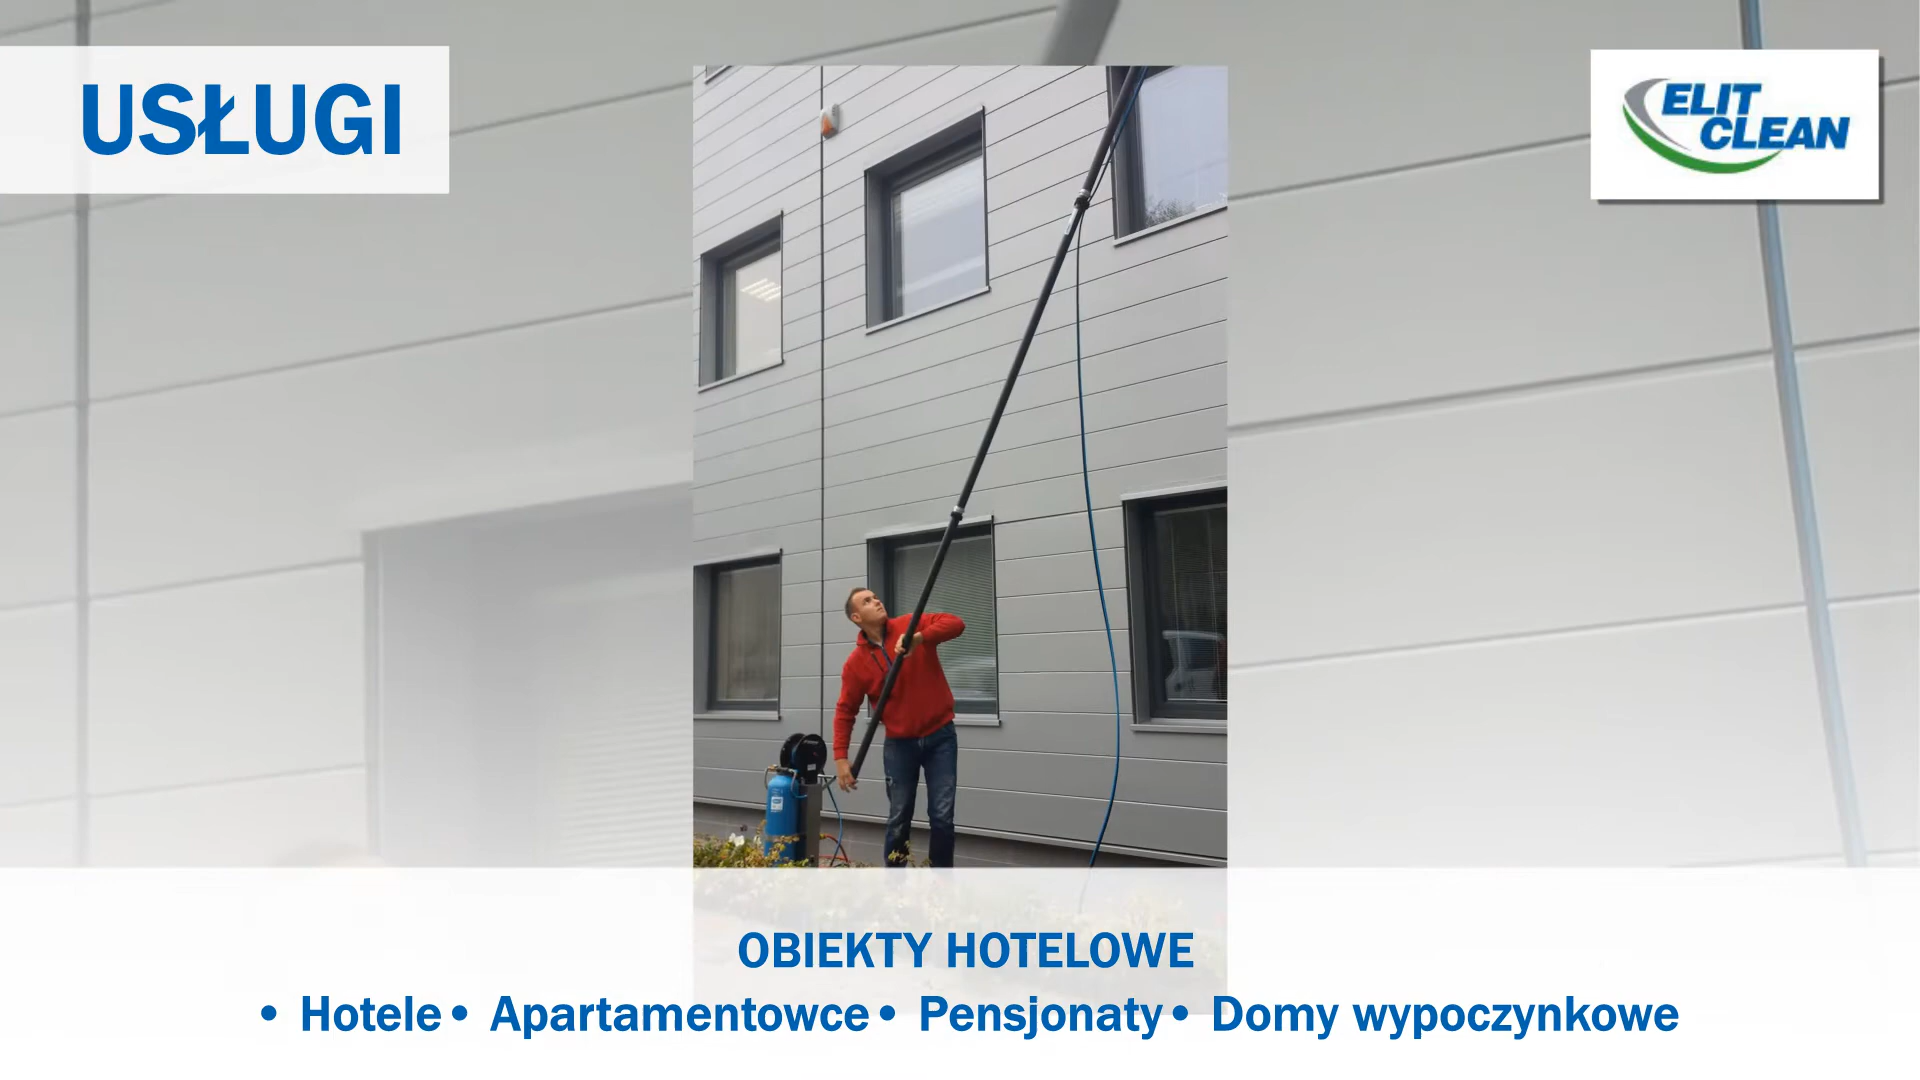 USŁUGI
ELIT
CLEAN
OBIEKTY HOTELOWE
• Hotele • Apartamentowce • Pensjonaty • Domy wypoczynkowe